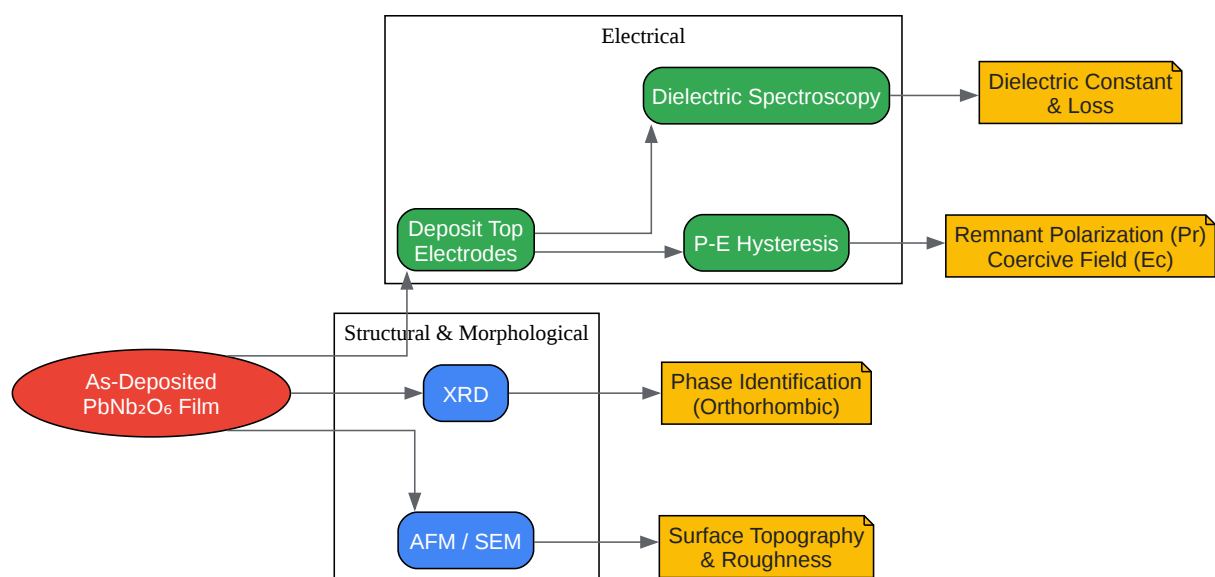 Electrical
Dielectric Spectroscopy
Dielectric Constant
& Loss
Deposit Top
Electrodes
P-E Hysteresis
Remnant Polarization (Pr)
Coercive Field (Ec)
Structural & Morphological
As-Deposited
PbNb₂O₆ Film
XRD
Phase Identification
(Orthorhombic)
AFM / SEM
Surface Topography
& Roughness